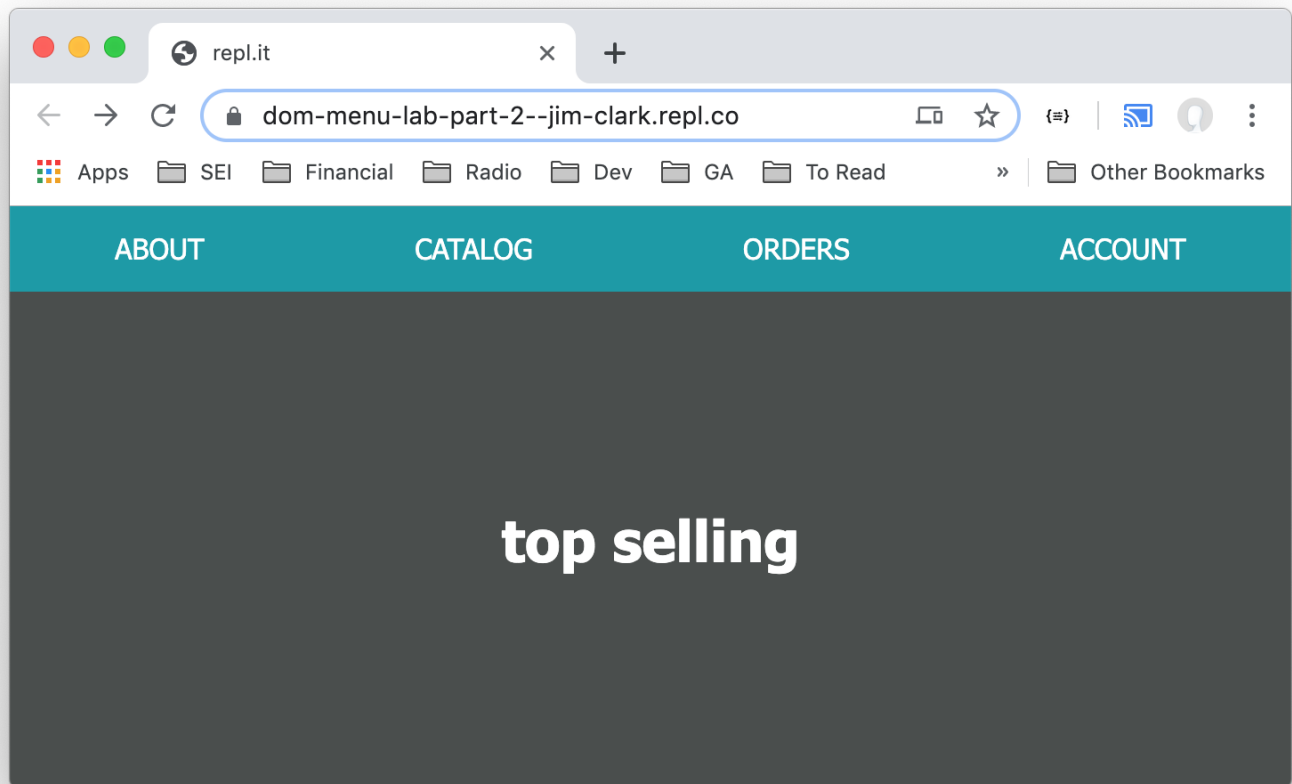 repl.it
dom-menu-lab-part-2--jim-clark.repl.co
Apps SEI Financial Radio Dev GA To Read » Other Bookmarks
ABOUT CATALOG ORDERS ACCOUNT
top selling